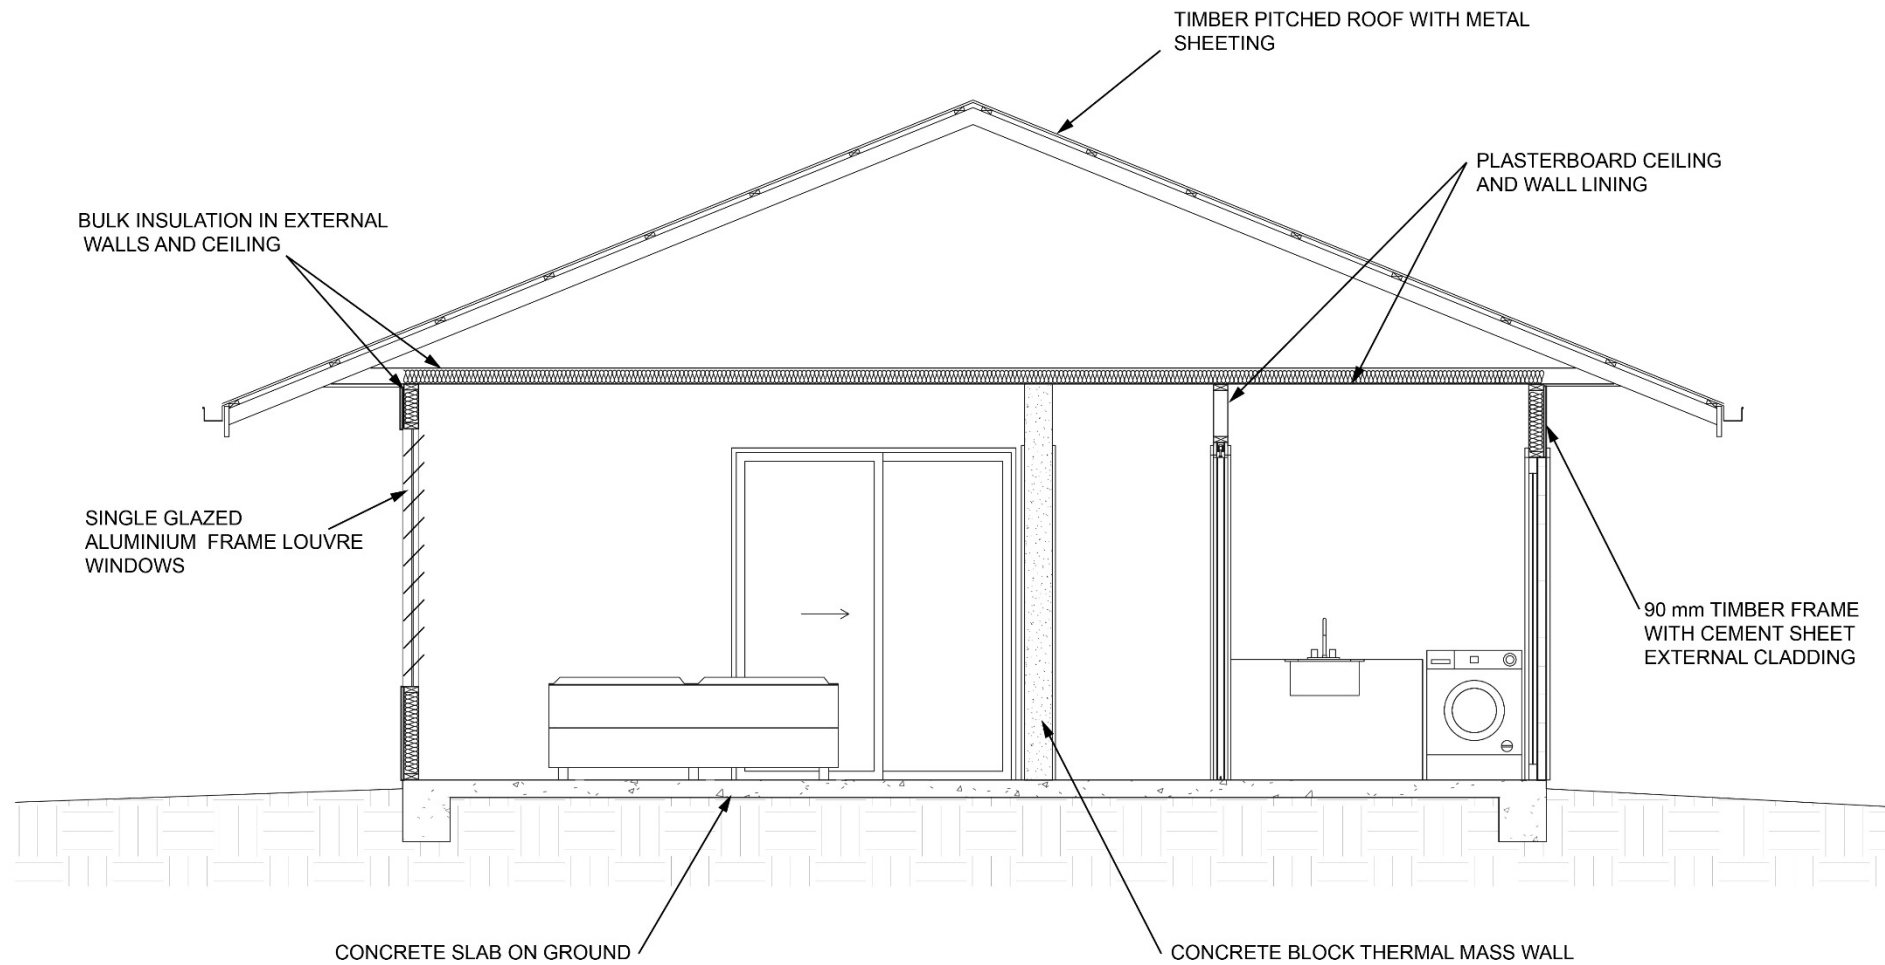 TIMBER PITCHED ROOF WITH METAL
SHEETING
PLASTERBOARD CEILING
AND WALL LINING
BULK INSULATION IN EXTERNAL
WALLS AND CEILING
SINGLE GLAZED
ALUMINIUM FRAME LOUVRE
WINDOWS
90 mm TIMBER FRAME
WITH CEMENT SHEET
EXTERNAL CLADDING
CONCRETE SLAB ON GROUND
CONCRETE BLOCK THERMAL MASS WALL